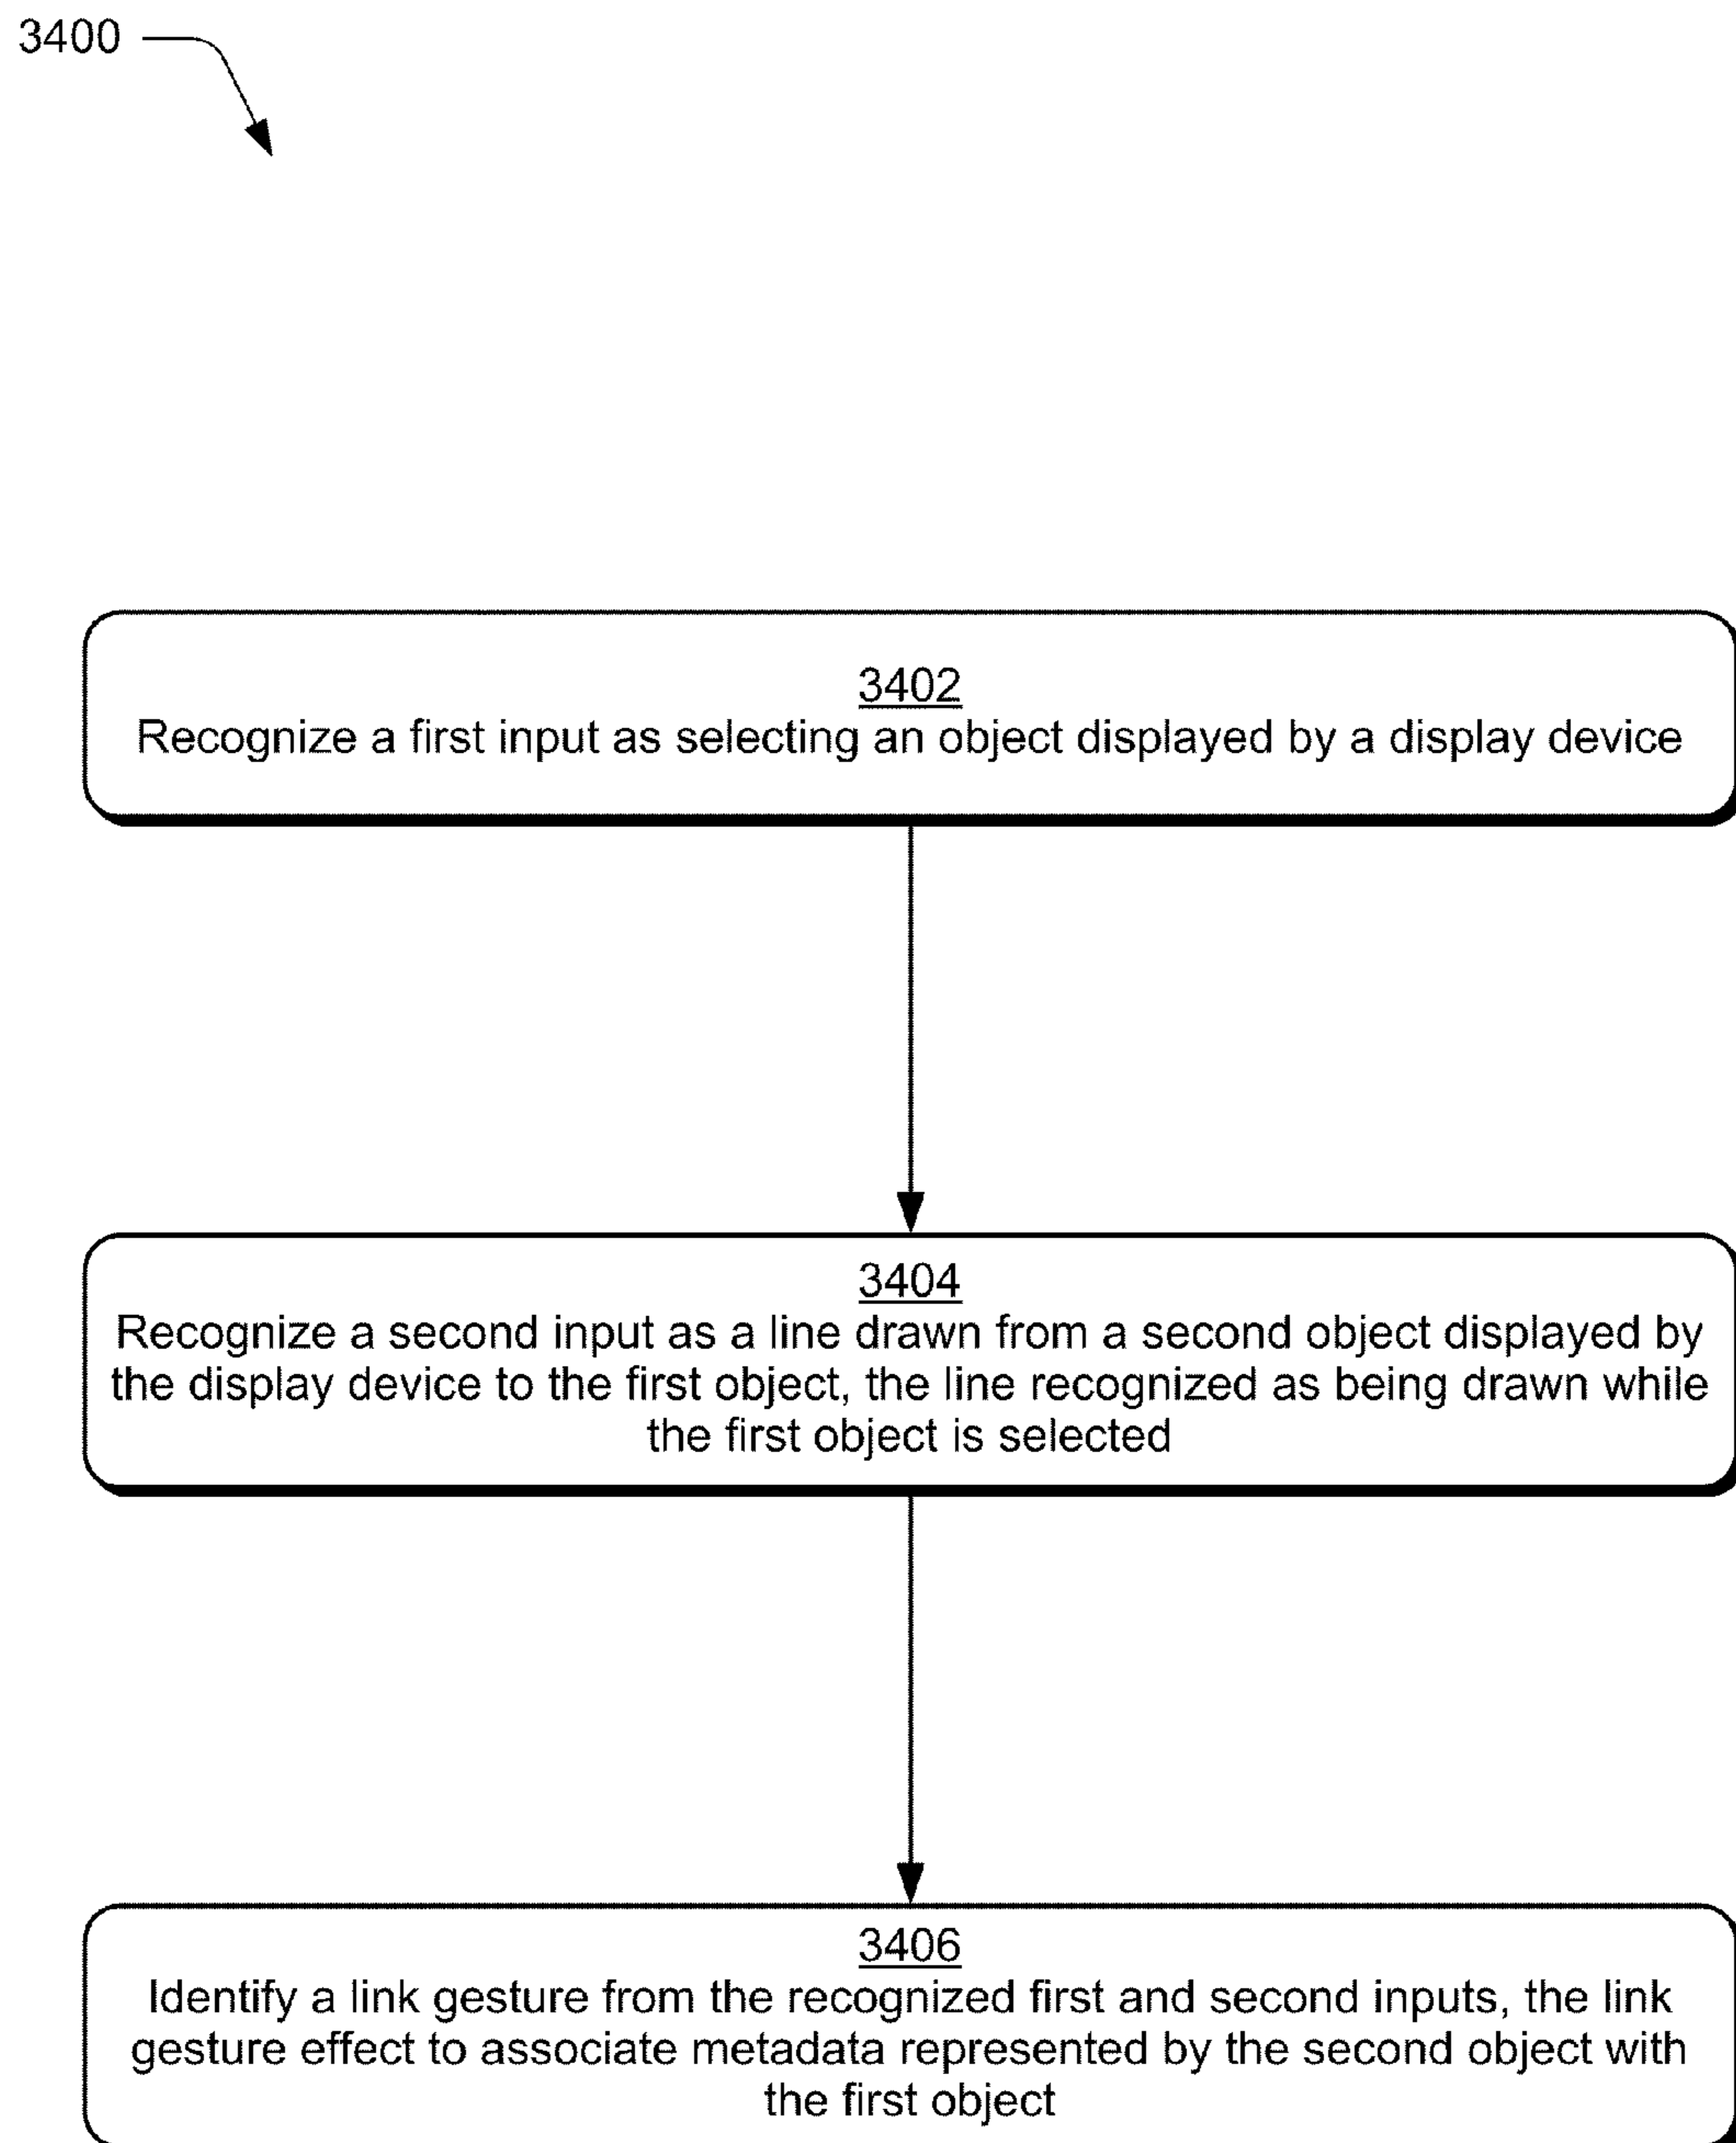 3400
3402
Recognize a first input as selecting an object displayed by a display device
3404
Recognize a second input as a line drawn from a second object displayed by
the display device to the first object, the line recognized as being drawn while
the first object is selected
3406
Identify a link gesture from the recognized first and second inputs, the link
gesture effect to associate metadata represented by the second object with
the first object